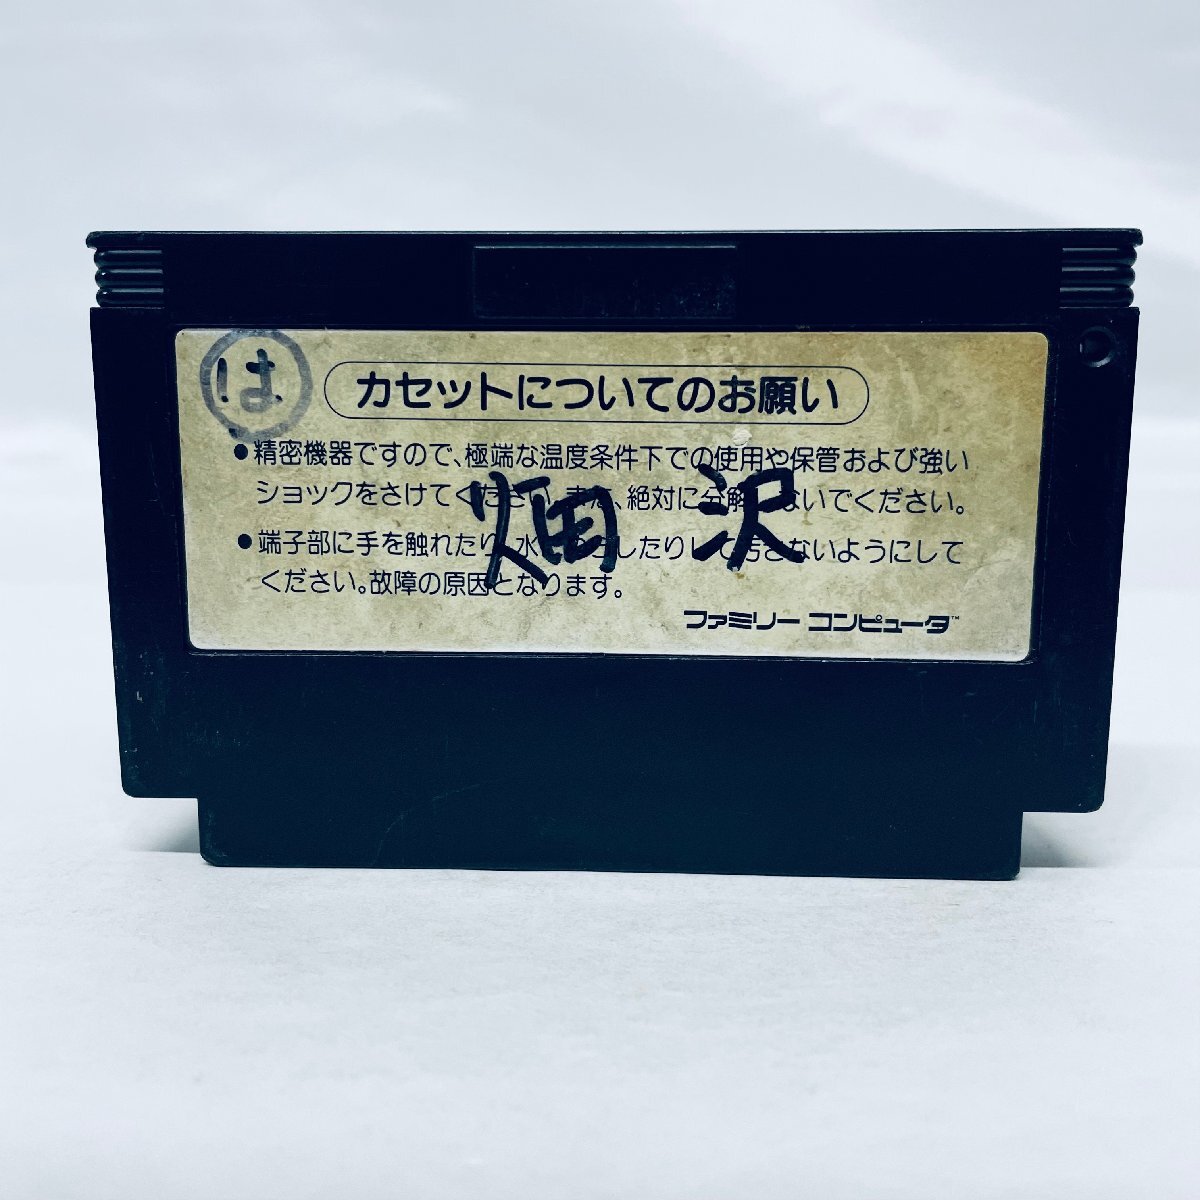 は
カセットについてのお願い
●精密機器ですので、極端な温度条件下での使用や保管および強い
ショックをさけてください。また、絶対に分解しないでください。
畑沢
●端子部に手を触れたり、水にぬらしたりして汚さないようにして
ください。故障の原因となります。
ファミリー コンピュータ™